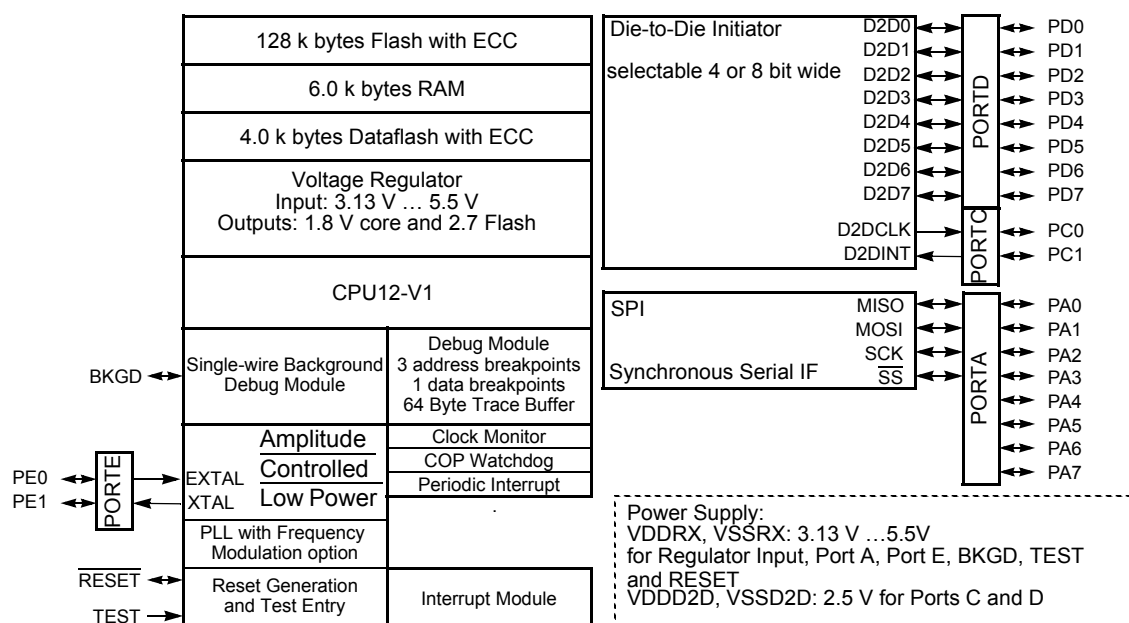 128 k bytes Flash with ECC
6.0 k bytes RAM
4.0 k bytes Dataflash with ECC
Voltage Regulator
Input: 3.13 V … 5.5 V
Outputs: 1.8 V core and 2.7 Flash
CPU12-V1
BKGD
Single-wire Background
Debug Module
Debug Module
3 address breakpoints
1 data breakpoints
64 Byte Trace Buffer
PE0
PE1
PORTE
EXTAL
XTAL
Amplitude
Controlled
Low Power
Clock Monitor
COP Watchdog
Periodic Interrupt
.
PLL with Frequency
Modulation option
RESET
TEST
Reset Generation
and Test Entry
Interrupt Module
Die-to-Die Initiator
selectable 4 or 8 bit wide
D2D0
D2D1
D2D2
D2D3
D2D4
D2D5
D2D6
D2D7
D2DCLK
D2DINT
PORTD
PORTC
PD0
PD1
PD2
PD3
PD4
PD5
PD6
PD7
PC0
PC1
SPI
Synchronous Serial IF
MISO
MOSI
SCK
SS
PORTA
PA0
PA1
PA2
PA3
PA4
PA5
PA6
PA7
Power Supply:
VDDRX, VSSRX: 3.13 V …5.5V
for Regulator Input, Port A, Port E, BKGD, TEST
and RESET
VDDD2D, VSSD2D: 2.5 V for Ports C and D